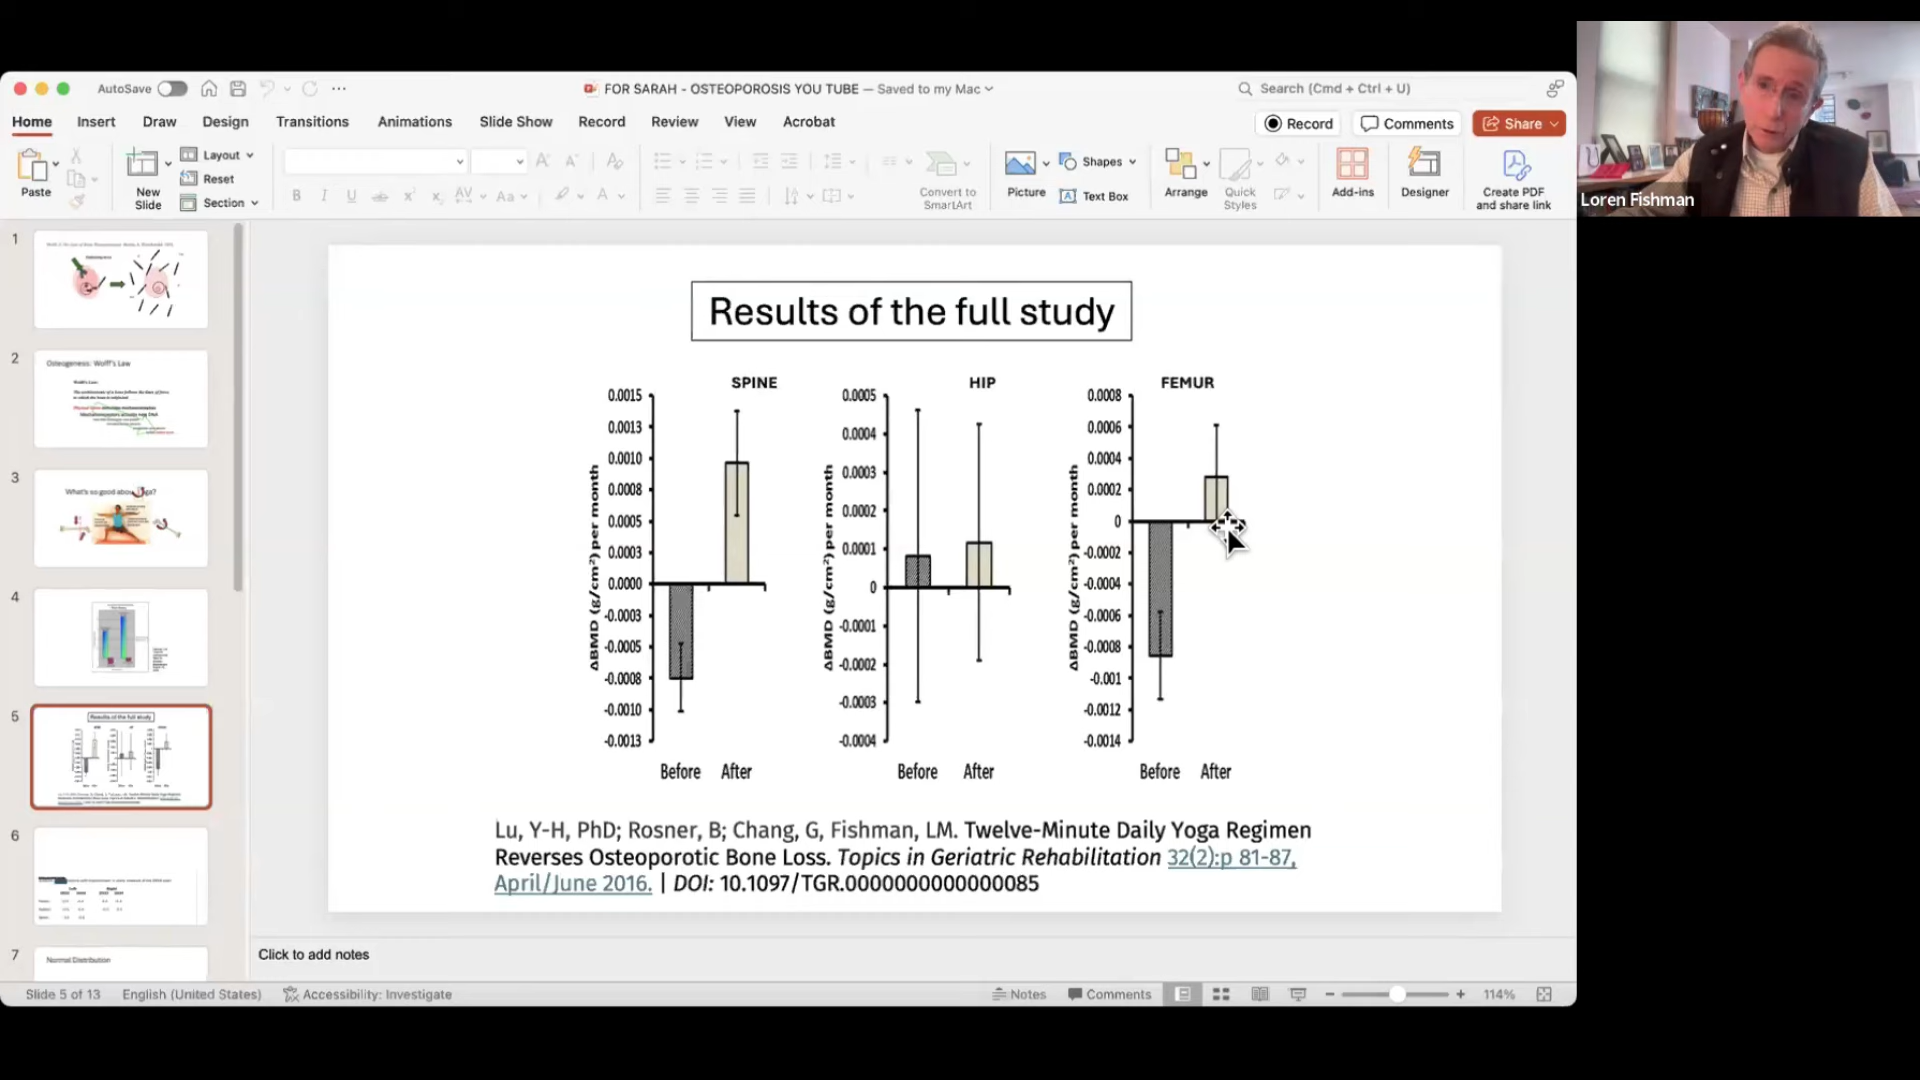 AutoSave
FOR SARAH - OSTEOPOROSIS YOU TUBE — Saved to my Mac
Search (Cmd + Ctrl + U)
Home Insert Draw Design Transitions Animations Slide Show Record Review View Acrobat
Record Comments Share
Paste
New Slide
Layout
Reset
Section
Convert to SmartArt
Picture
Shapes
Text Box
Arrange
Quick Styles
Add-ins
Designer
Create PDF and share link
Loren Fishman
1
2
Osteogenesis: Wolff's Law
3
What's so good about
4
5
Results of the full study
6
7
Normal Distribution
Results of the full study
SPINE
ΔBMD (g/cm²) per month
0.0015
0.0013
0.0010
0.0008
0.0005
0.0003
0.0000
-0.0003
-0.0005
-0.0008
-0.0010
-0.0013
Before After
HIP
ΔBMD (g/cm²) per month
0.0005
0.0004
0.0003
0.0002
0.0001
0
-0.0001
-0.0002
-0.0003
-0.0004
Before After
FEMUR
ΔBMD (g/cm²) per month
0.0008
0.0006
0.0004
0.0002
0
-0.0002
-0.0004
-0.0006
-0.0008
-0.001
-0.0012
-0.0014
Before After
Lu, Y-H, PhD; Rosner, B; Chang, G, Fishman, LM. Twelve-Minute Daily Yoga Regimen
Reverses Osteoporotic Bone Loss. Topics in Geriatric Rehabilitation 32(2):p 81-87,
April/June 2016. | DOI: 10.1097/TGR.0000000000000085
Click to add notes
Slide 5 of 13 English (United States) Accessibility: Investigate
Notes Comments 114%